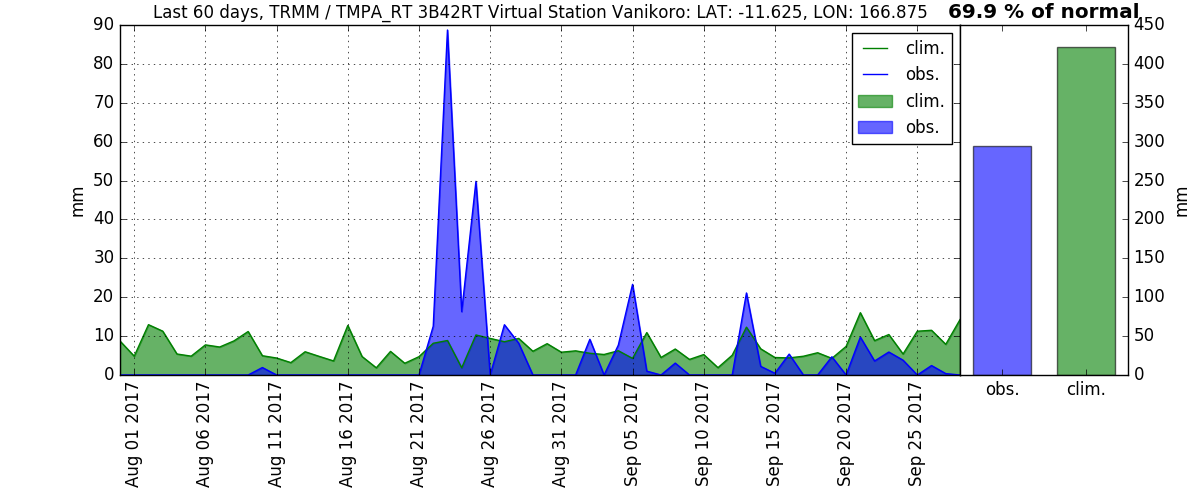 Last 60 days, TRMM / TMPA_RT 3B42RT Virtual Station Vanikoro: LAT: -11.625, LON: 166.875
69.9 % of normal
90
80
70
60
50
40
30
20
10
0
mm
clim.
obs.
clim.
obs.
Aug 01 2017
Aug 06 2017
Aug 11 2017
Aug 16 2017
Aug 21 2017
Aug 26 2017
Aug 31 2017
Sep 05 2017
Sep 10 2017
Sep 15 2017
Sep 20 2017
Sep 25 2017
450
400
350
300
250
200
150
100
50
0
mm
obs.
clim.